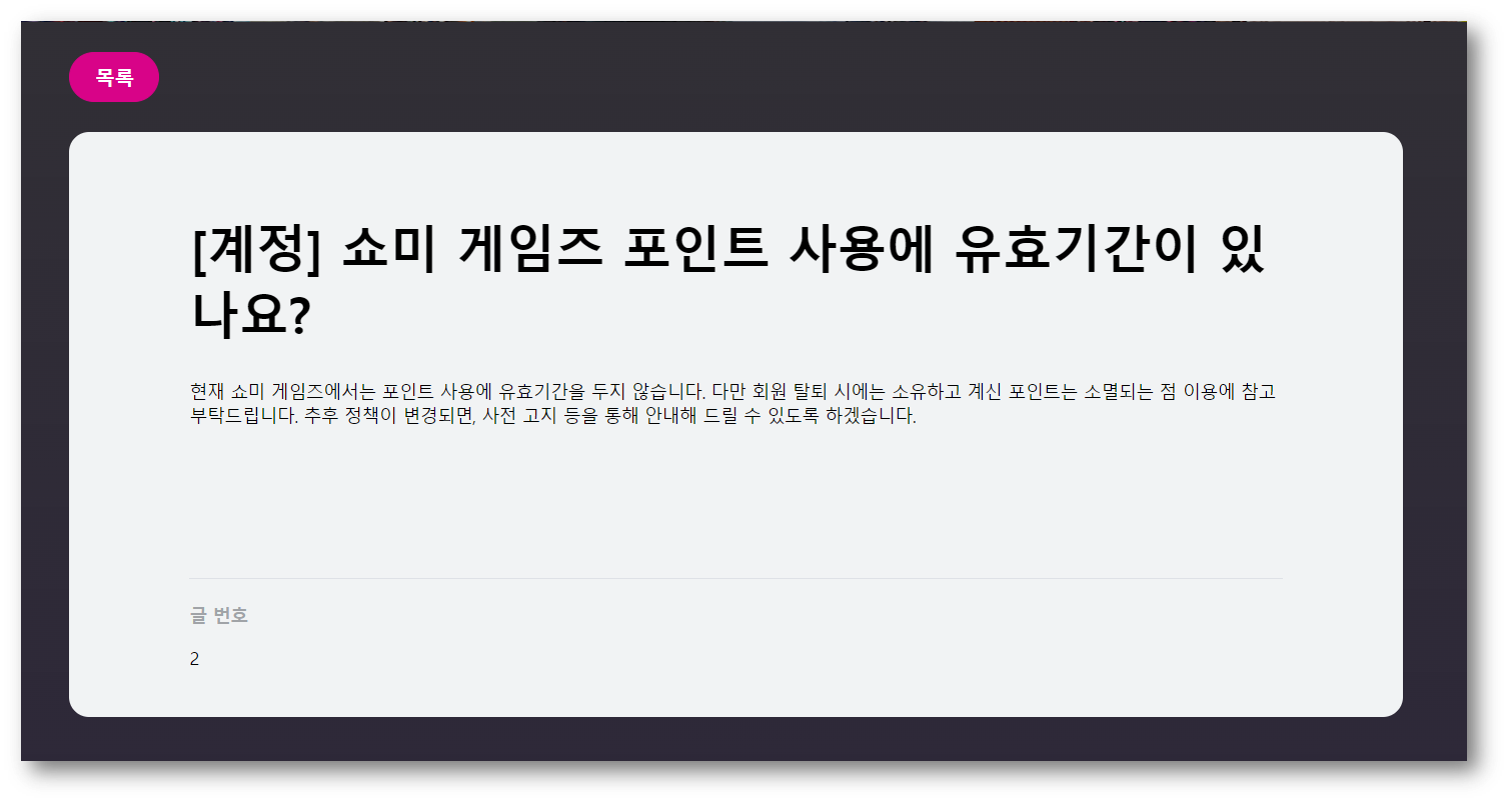 목록
[계정] 쇼미 게임즈 포인트 사용에 유효기간이 있
나요?
현재 쇼미 게임즈에서는 포인트 사용에 유효기간을 두지 않습니다. 다만 회원 탈퇴 시에는 소유하고 계신 포인트는 소멸되는 점 이용에 참고
부탁드립니다. 추후 정책이 변경되면, 사전 고지 등을 통해 안내해 드릴 수 있도록 하겠습니다.
글 번호
2